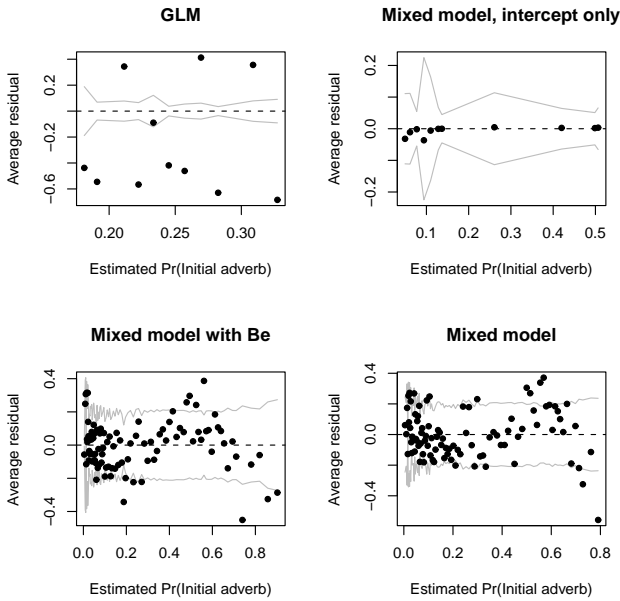 GLM
Average residual
0.2
−0.2
−0.6
0.20 0.25 0.30
Estimated Pr(Initial adverb)
Mixed model, intercept only
Average residual
0.2
0.0
−0.2
0.1 0.2 0.3 0.4 0.5
Estimated Pr(Initial adverb)
Mixed model with Be
Average residual
0.4
0.0
−0.4
0.0 0.2 0.4 0.6 0.8
Estimated Pr(Initial adverb)
Mixed model
Average residual
0.4
0.0
−0.4
0.0 0.2 0.4 0.6 0.8
Estimated Pr(Initial adverb)